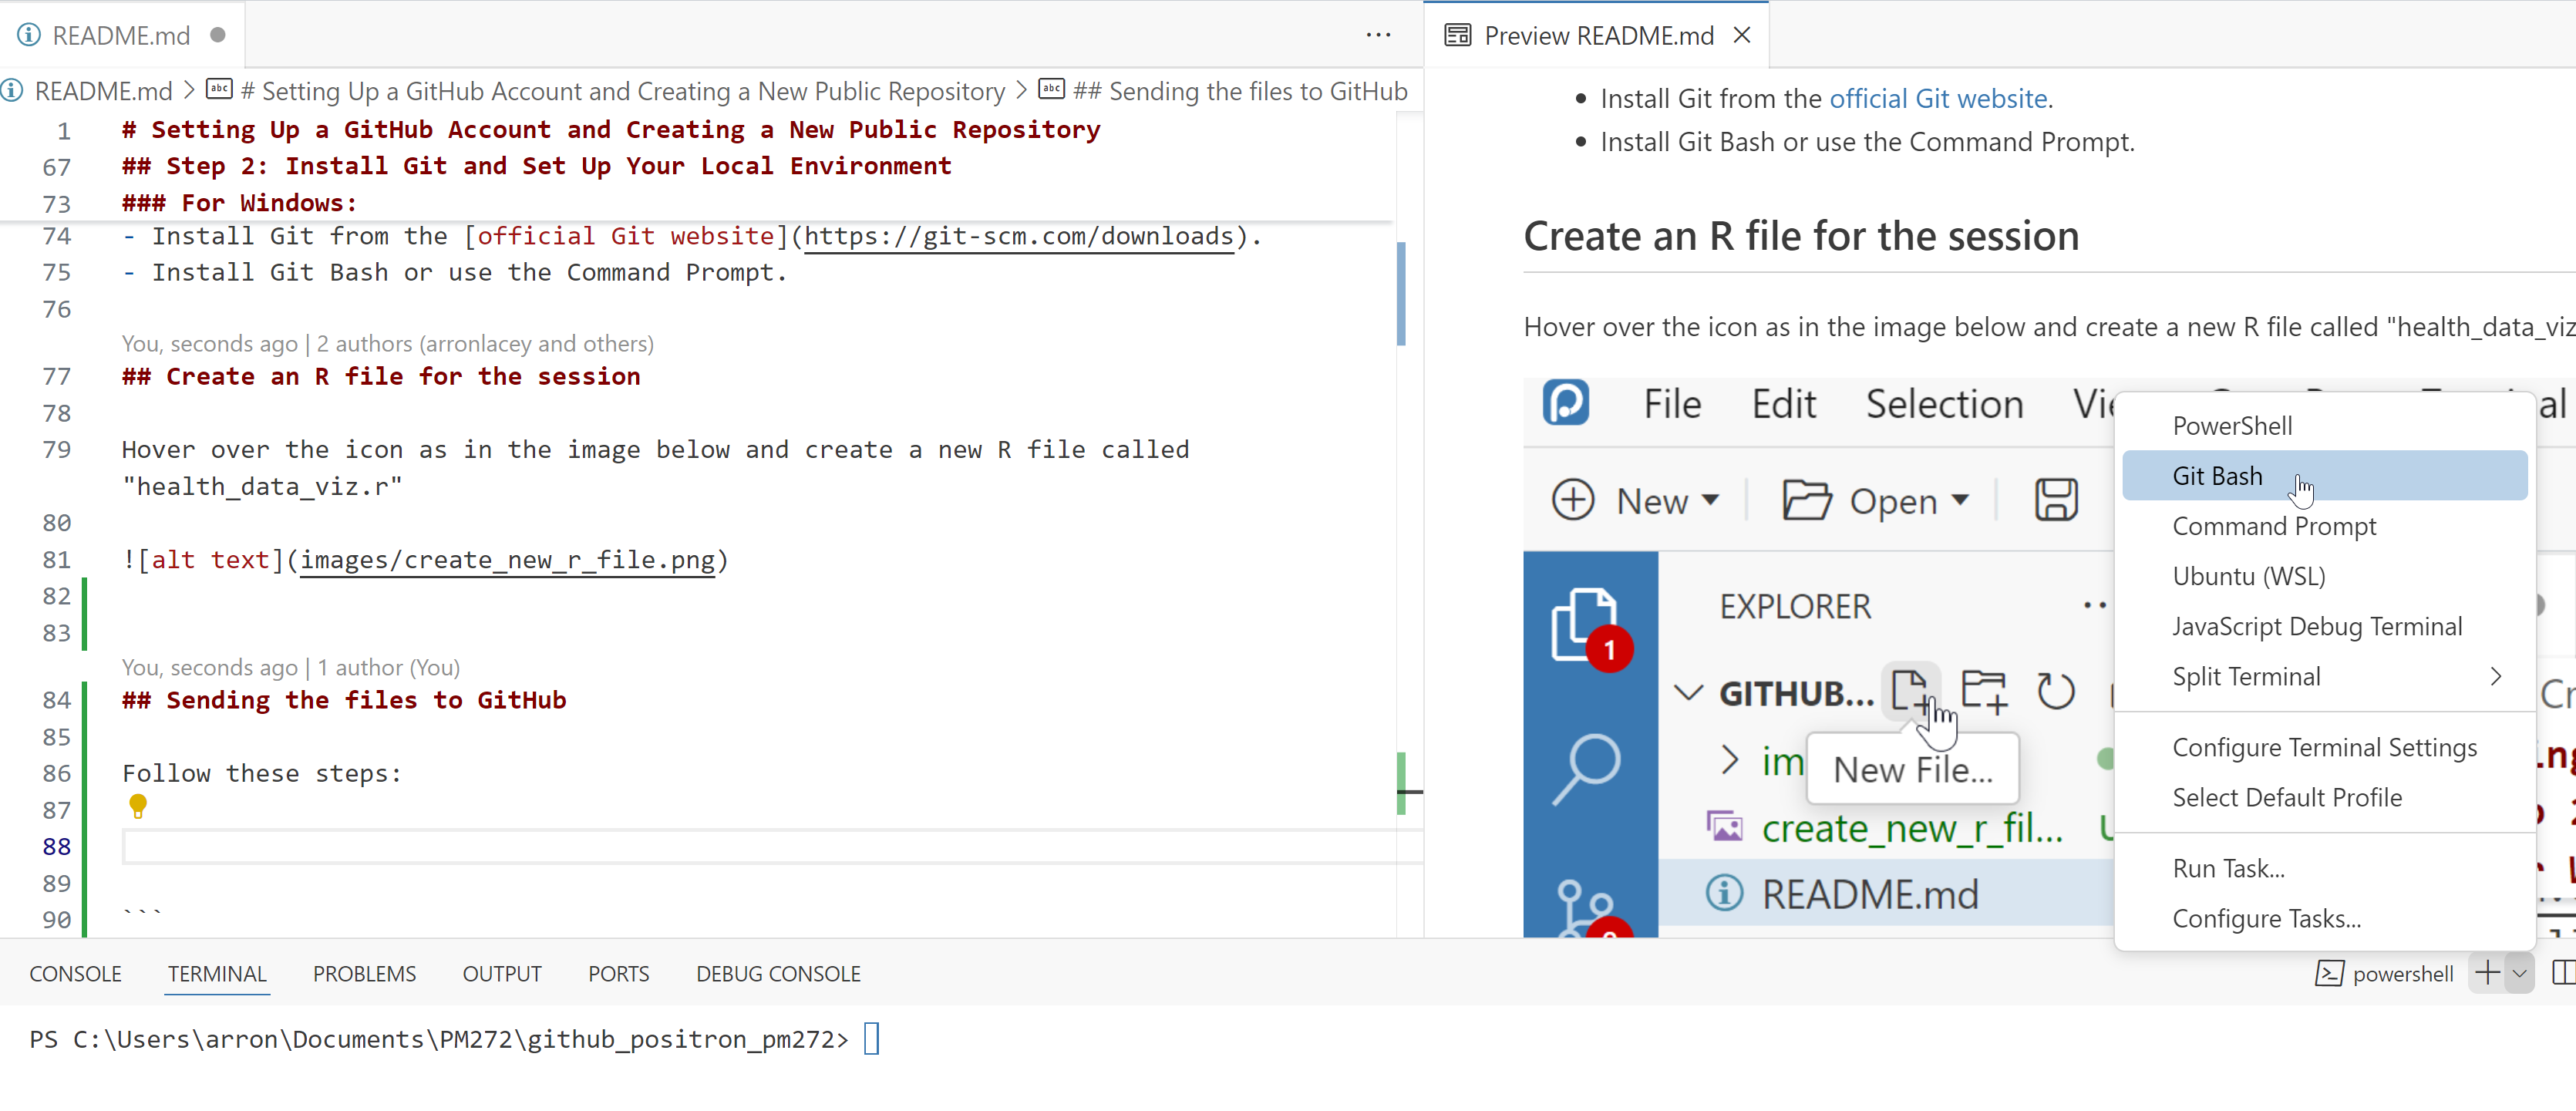 README.md
Preview README.md
README.md > # Setting Up a GitHub Account and Creating a New Public Repository > ## Sending the files to GitHub
1 # Setting Up a GitHub Account and Creating a New Public Repository
67 ## Step 2: Install Git and Set Up Your Local Environment
73 ### For Windows:
74 - Install Git from the [official Git website](https://git-scm.com/downloads).
75 - Install Git Bash or use the Command Prompt.
76
You, seconds ago | 2 authors (arronlacey and others)
77 ## Create an R file for the session
78
79 Hover over the icon as in the image below and create a new R file called
"health_data_viz.r"
80
81 ![alt text](images/create_new_r_file.png)
82
83
You, seconds ago | 1 author (You)
84 ## Sending the files to GitHub
85
86 Follow these steps:
87
88
89
90 ```
• Install Git from the official Git website.
• Install Git Bash or use the Command Prompt.
Create an R file for the session
Hover over the icon as in the image below and create a new R file called "health_data_viz
File Edit Selection
New Open
EXPLORER
1
GITHUB...
im
New File...
create_new_r_fil...
README.md
PowerShell
Git Bash
Command Prompt
Ubuntu (WSL)
JavaScript Debug Terminal
Split Terminal
Configure Terminal Settings
Select Default Profile
Run Task...
Configure Tasks...
CONSOLE TERMINAL PROBLEMS OUTPUT PORTS DEBUG CONSOLE
powershell
PS C:\Users\arron\Documents\PM272\github_positron_pm272>